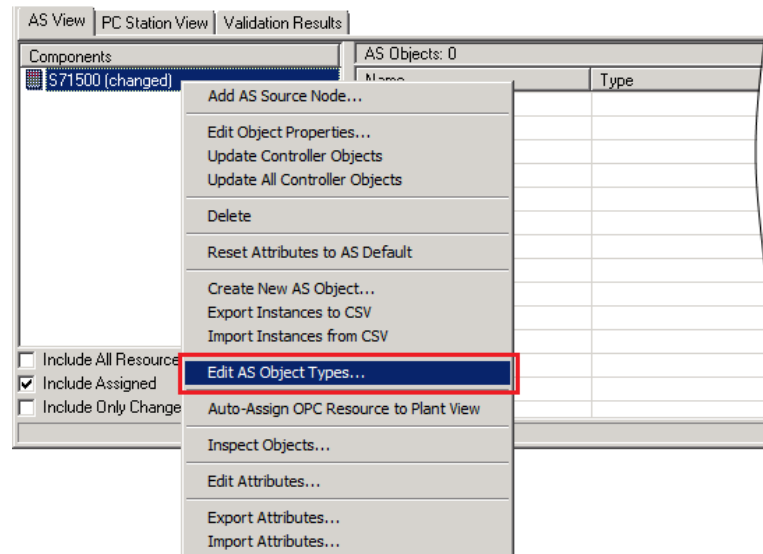 AS View PC Station View Validation Results
Components AS Objects: 0
S71500 (changed) Name Type
Add AS Source Node...
Edit Object Properties...
Update Controller Objects
Update All Controller Objects
Delete
Reset Attributes to AS Default
Create New AS Object...
Export Instances to CSV
Import Instances from CSV
Include All Resource
Edit AS Object Types...
Include Assigned
Include Only Change
Auto-Assign OPC Resource to Plant View
Inspect Objects...
Edit Attributes...
Export Attributes...
Import Attributes...